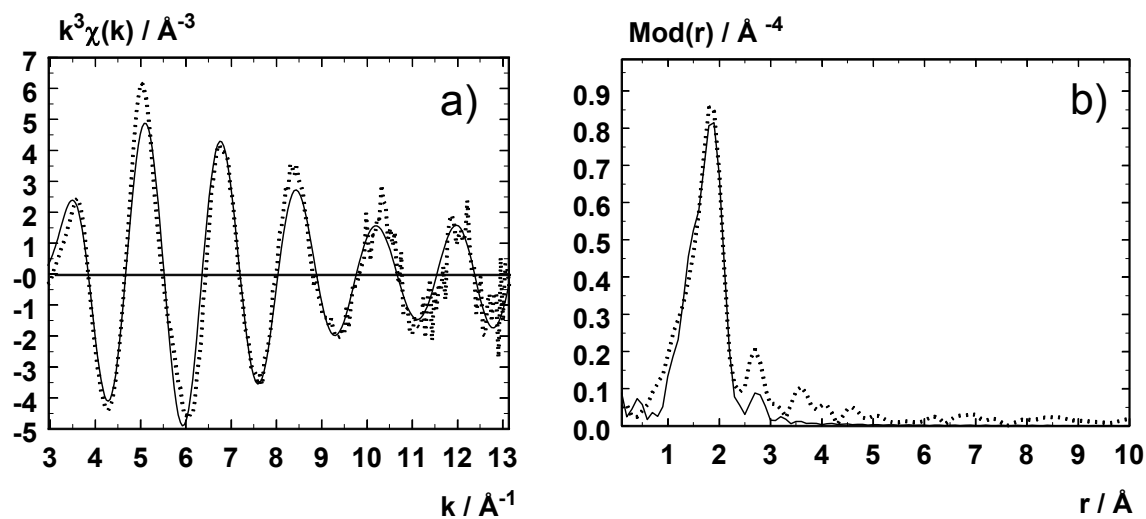 k³χ(k) / Å⁻³
a)
7
6
5
4
3
2
1
-0
-1
-2
-3
-4
-5
3 4 5 6 7 8 9 10 11 12 13
k / Å⁻¹
Mod(r) / Å ⁻⁴
b)
0.9
0.8
0.7
0.6
0.5
0.4
0.3
0.2
0.1
0.0
1 2 3 4 5 6 7 8 9 10
r / Å